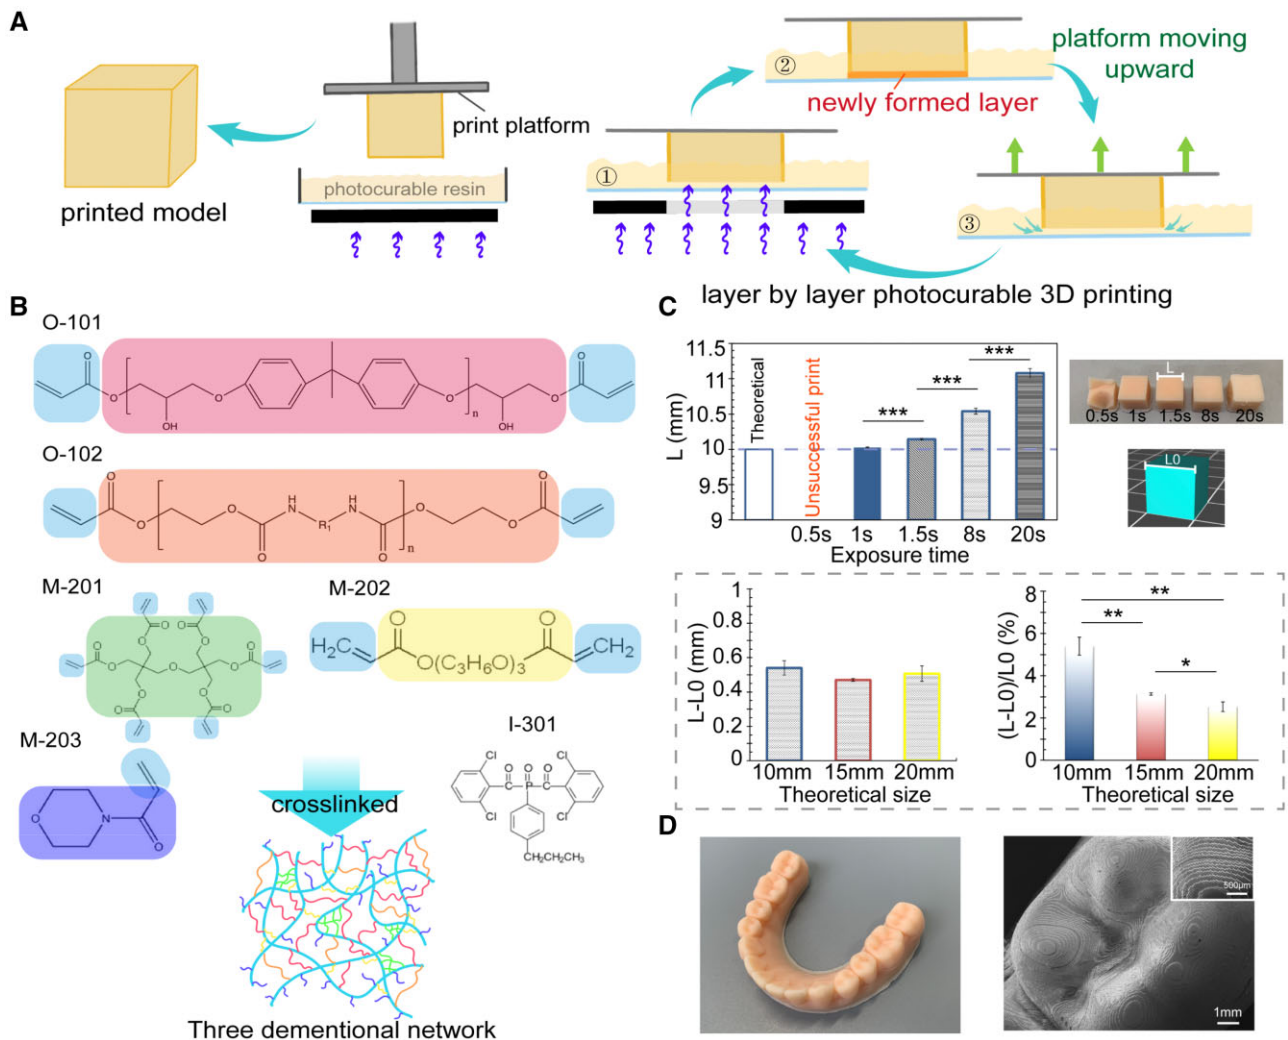 A
printed model
print platform
photocurable resin
①
②
newly formed layer
platform moving
upward
③
layer by layer photocurable 3D printing
B
O-101
O
O
OH
O
O
n
O
OH
O
O
O-102
O
O
O
O
H
N
R₁
H
N
O
O
n
O
O
O
M-201
O
O
O
O
O
O
O
O
O
O
O
O
O
M-202
H₂C
O
O(C₃H₆O)₃
O
CH₂
M-203
O
N
O
I-301
Cl
Cl
O
C
O
P
O
C
Cl
Cl
CH₂CH₂CH₃
crosslinked
Three dementional network
C
L (mm)
11.5
11
10.5
10
9.5
9
Theoretical
Unsuccessful print
***
***
***
0.5s 1s 1.5s 8s 20s
Exposure time
L
0.5s 1s 1.5s 8s 20s
L0
L-L0 (mm)
1
0.8
0.6
0.4
0.2
0
10mm 15mm 20mm
Theoretical size
(L-L0)/L0 (%)
8
6
4
2
0
**
**
*
10mm 15mm 20mm
Theoretical size
D
500μm
1mm